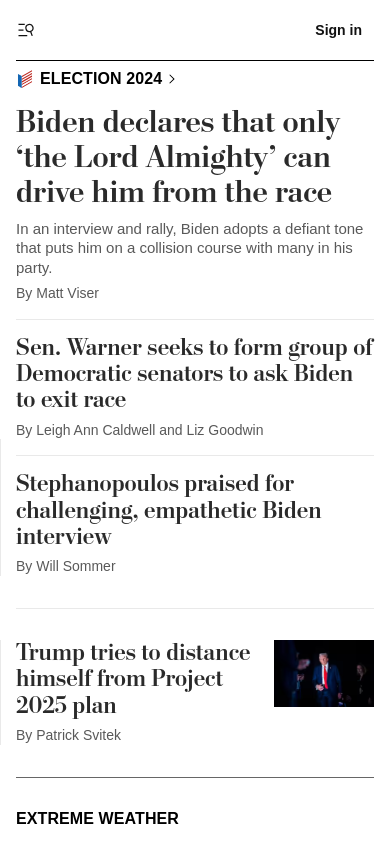 Sign in
ELECTION 2024
Biden declares that only
‘the Lord Almighty’ can
drive him from the race
In an interview and rally, Biden adopts a defiant tone
that puts him on a collision course with many in his
party.
By Matt Viser
Sen. Warner seeks to form group of
Democratic senators to ask Biden
to exit race
By Leigh Ann Caldwell and Liz Goodwin
Stephanopoulos praised for
challenging, empathetic Biden
interview
By Will Sommer
Trump tries to distance
himself from Project
2025 plan
By Patrick Svitek
EXTREME WEATHER